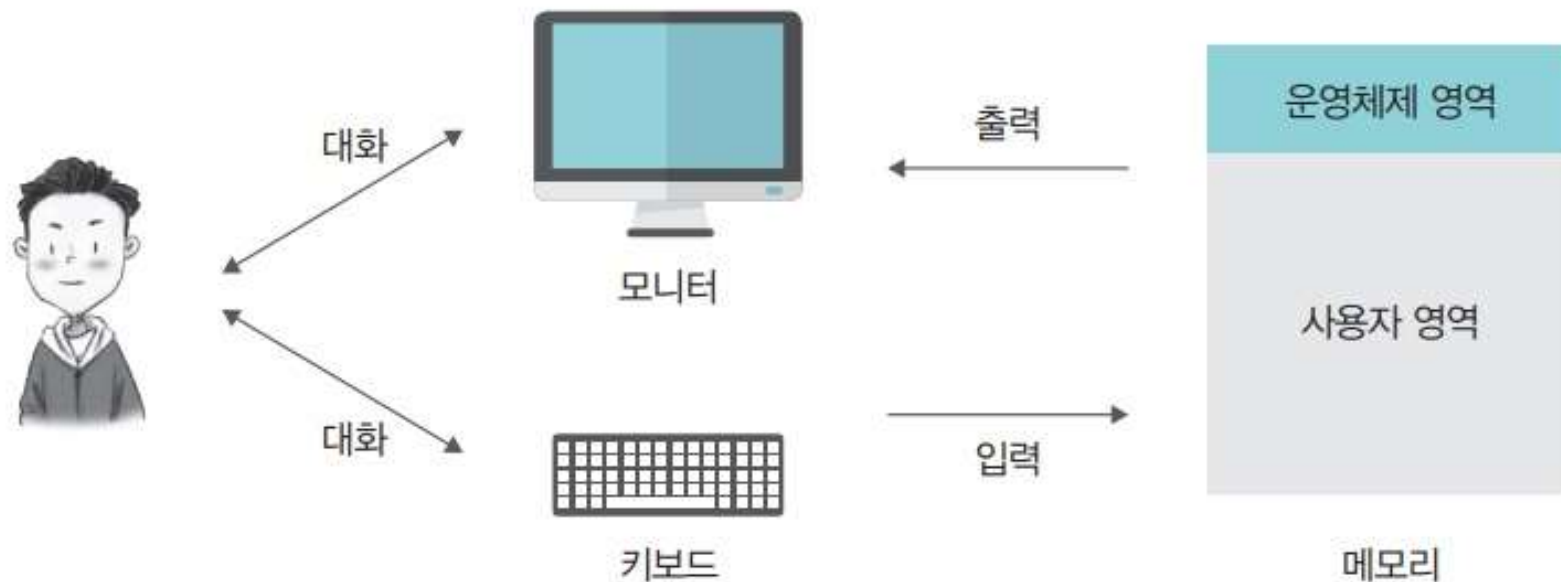 대화
모니터
대화
키보드
출력
입력
운영체제 영역
사용자 영역
메모리